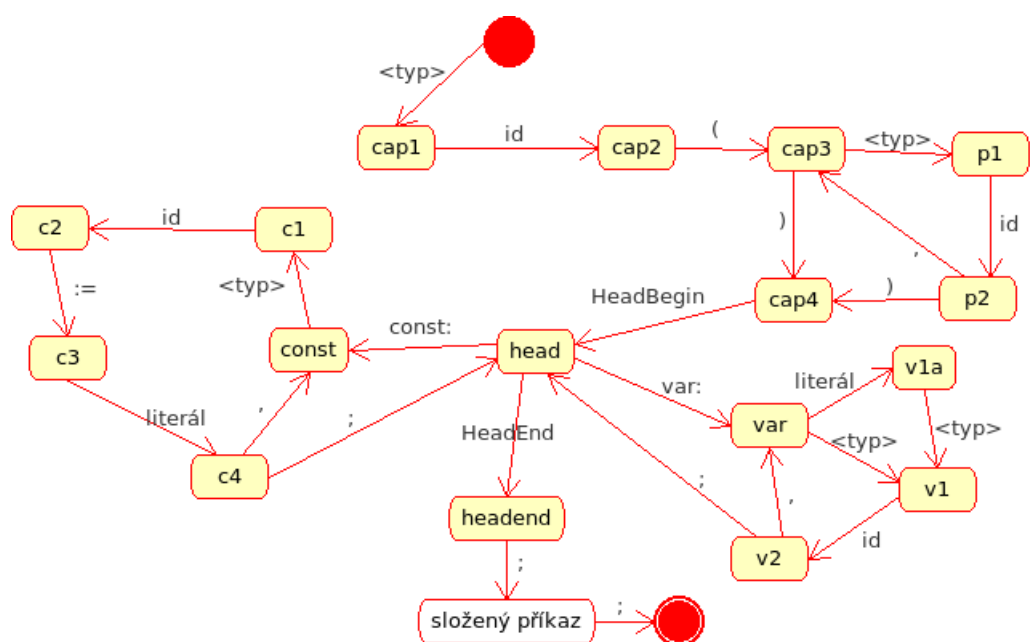 <typ>
cap1
id
cap2
(
cap3
<typ>
p1
c2
id
c1
)
id
:=
<typ>
HeadBegin
cap4
)
,
p2
c3
const
const:
head
var:
literál
v1a
literál
,
;
HeadEnd
var
<typ>
<typ>
c4
;
,
v1
headend
v2
id
;
složený příkaz
;